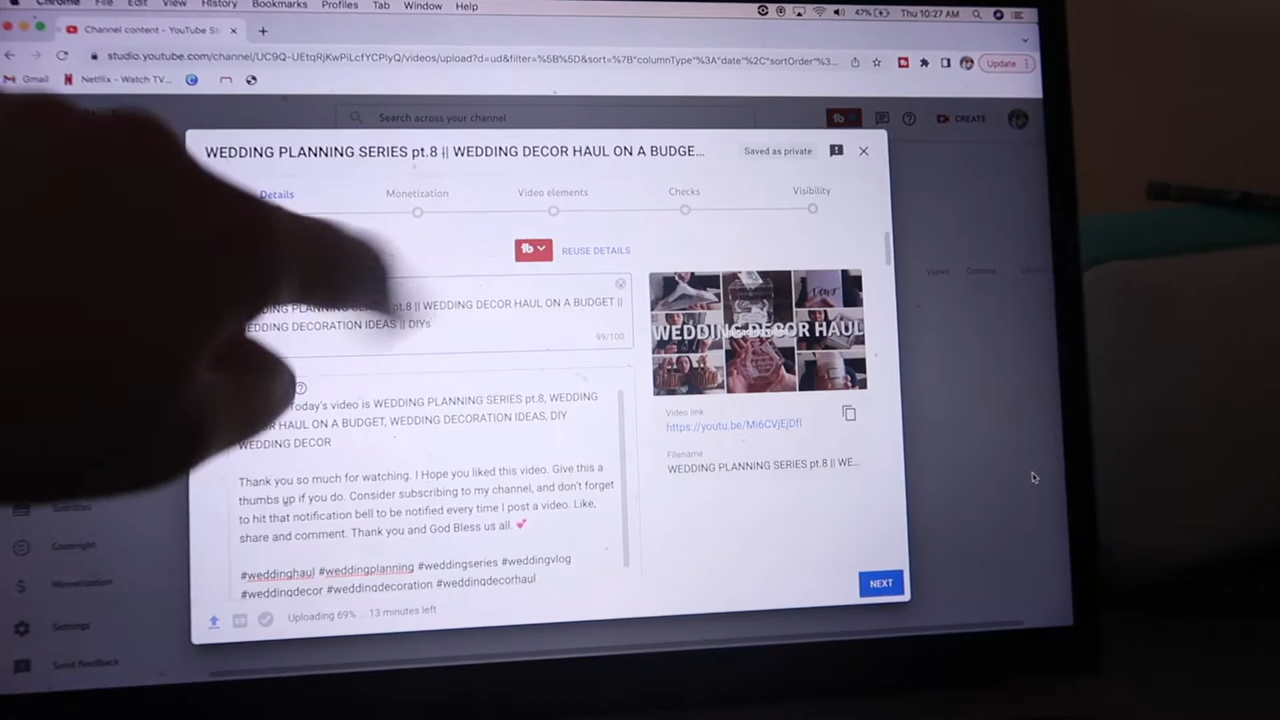 Chrome File Edit View History Bookmarks Profiles Tab Window Help
47% Thu 10:27 AM
Channel content - YouTube St
studio.youtube.com/channel/UC9Q-UEtqRjKwPiLcfYCPlyQ/videos/upload?d=ud&filter=%5B%5D&sort=%7B"columnType"%3A"date"%2C"sortOrder"%3...
Update
Gmail Netflix - Watch TV...
Search across your channel
CREATE
WEDDING PLANNING SERIES pt.8 || WEDDING DECOR HAUL ON A BUDGE...
Saved as private
Details Monetization Video elements Checks Visibility
REUSE DETAILS
Views
PLANNING pt.8 || WEDDING DECOR HAUL ON A BUDGET ||
EDDING DECORATION IDEAS || DIYs
99/100
WEDDING DECOR HAUL
Today's video is WEDDING PLANNING SERIES pt.8, WEDDING
HAUL ON A BUDGET, WEDDING DECORATION IDEAS, DIY
WEDDING DECOR
Thank you so much for watching. I Hope you liked this video. Give this a
thumbs up if you do. Consider subscribing to my channel, and don't forget
to hit that notification bell to be notified every time I post a video. Like,
share and comment. Thank you and God Bless us all. 💕
#weddinghaul #weddingplanning #weddingseries #weddingvlog
#weddingdecor #weddingdecoration #weddingdecorhaul
Video link
https://youtu.be/Mi6CVjEjDfI
Filename
WEDDING PLANNING SERIES pt.8 || WE...
Subtitles
Copyright
Monetization
Settings
Send feedback
Uploading 69% ... 13 minutes left
NEXT